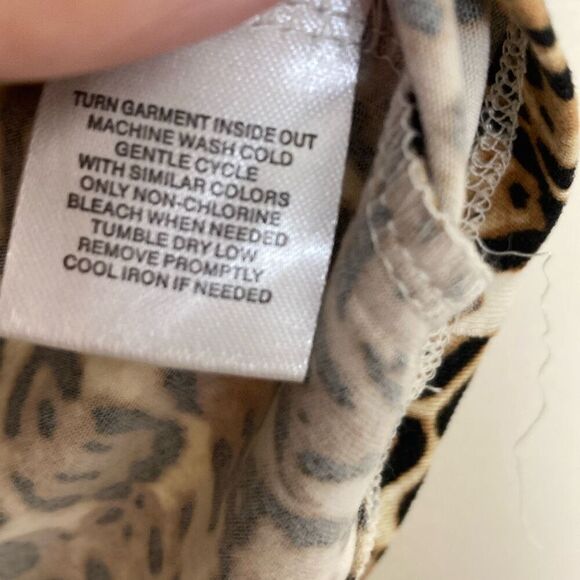 TURN GARMENT INSIDE OUT
MACHINE WASH COLD
GENTLE CYCLE
WITH SIMILAR COLORS
ONLY NON-CHLORINE
BLEACH WHEN NEEDED
TUMBLE DRY LOW
REMOVE PROMPTLY
COOL IRON IF NEEDED